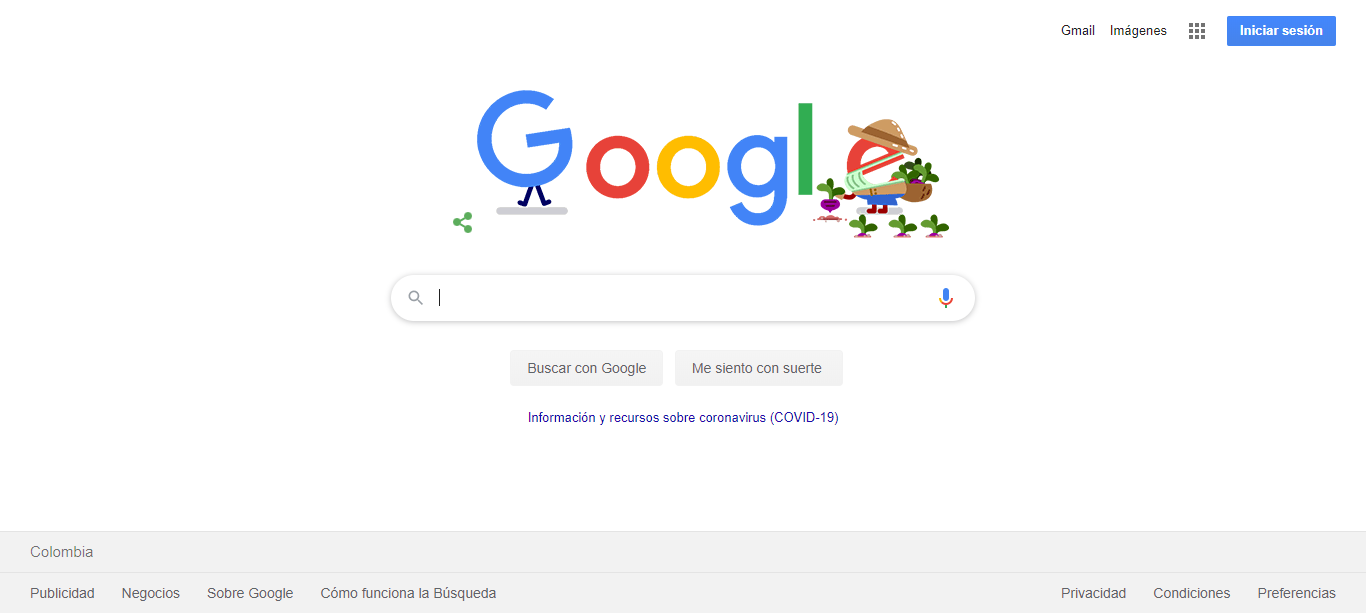 Gmail Imágenes Iniciar sesión
Google
Buscar con Google Me siento con suerte
Información y recursos sobre coronavirus (COVID-19)
Colombia
Publicidad Negocios Sobre Google Cómo funciona la Búsqueda Privacidad Condiciones Preferencias